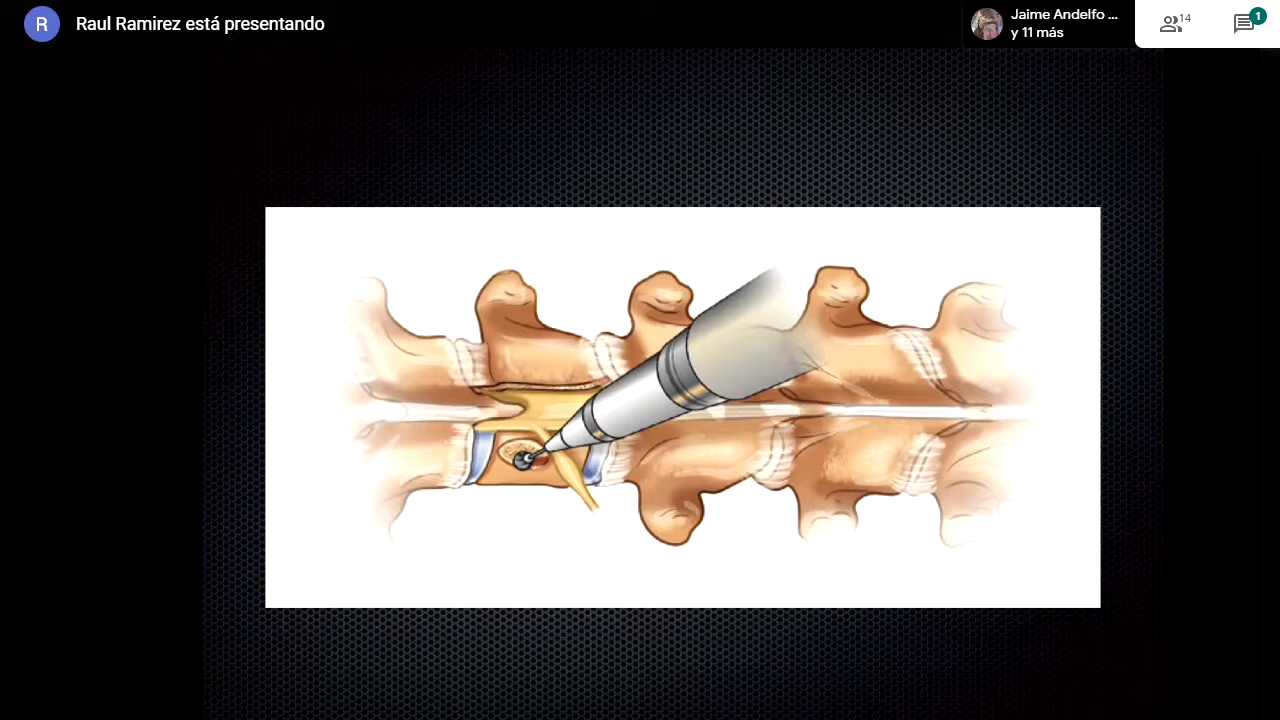 R
Raul Ramirez está presentando
Jaime Andelfo ...
y 11 más
14
1